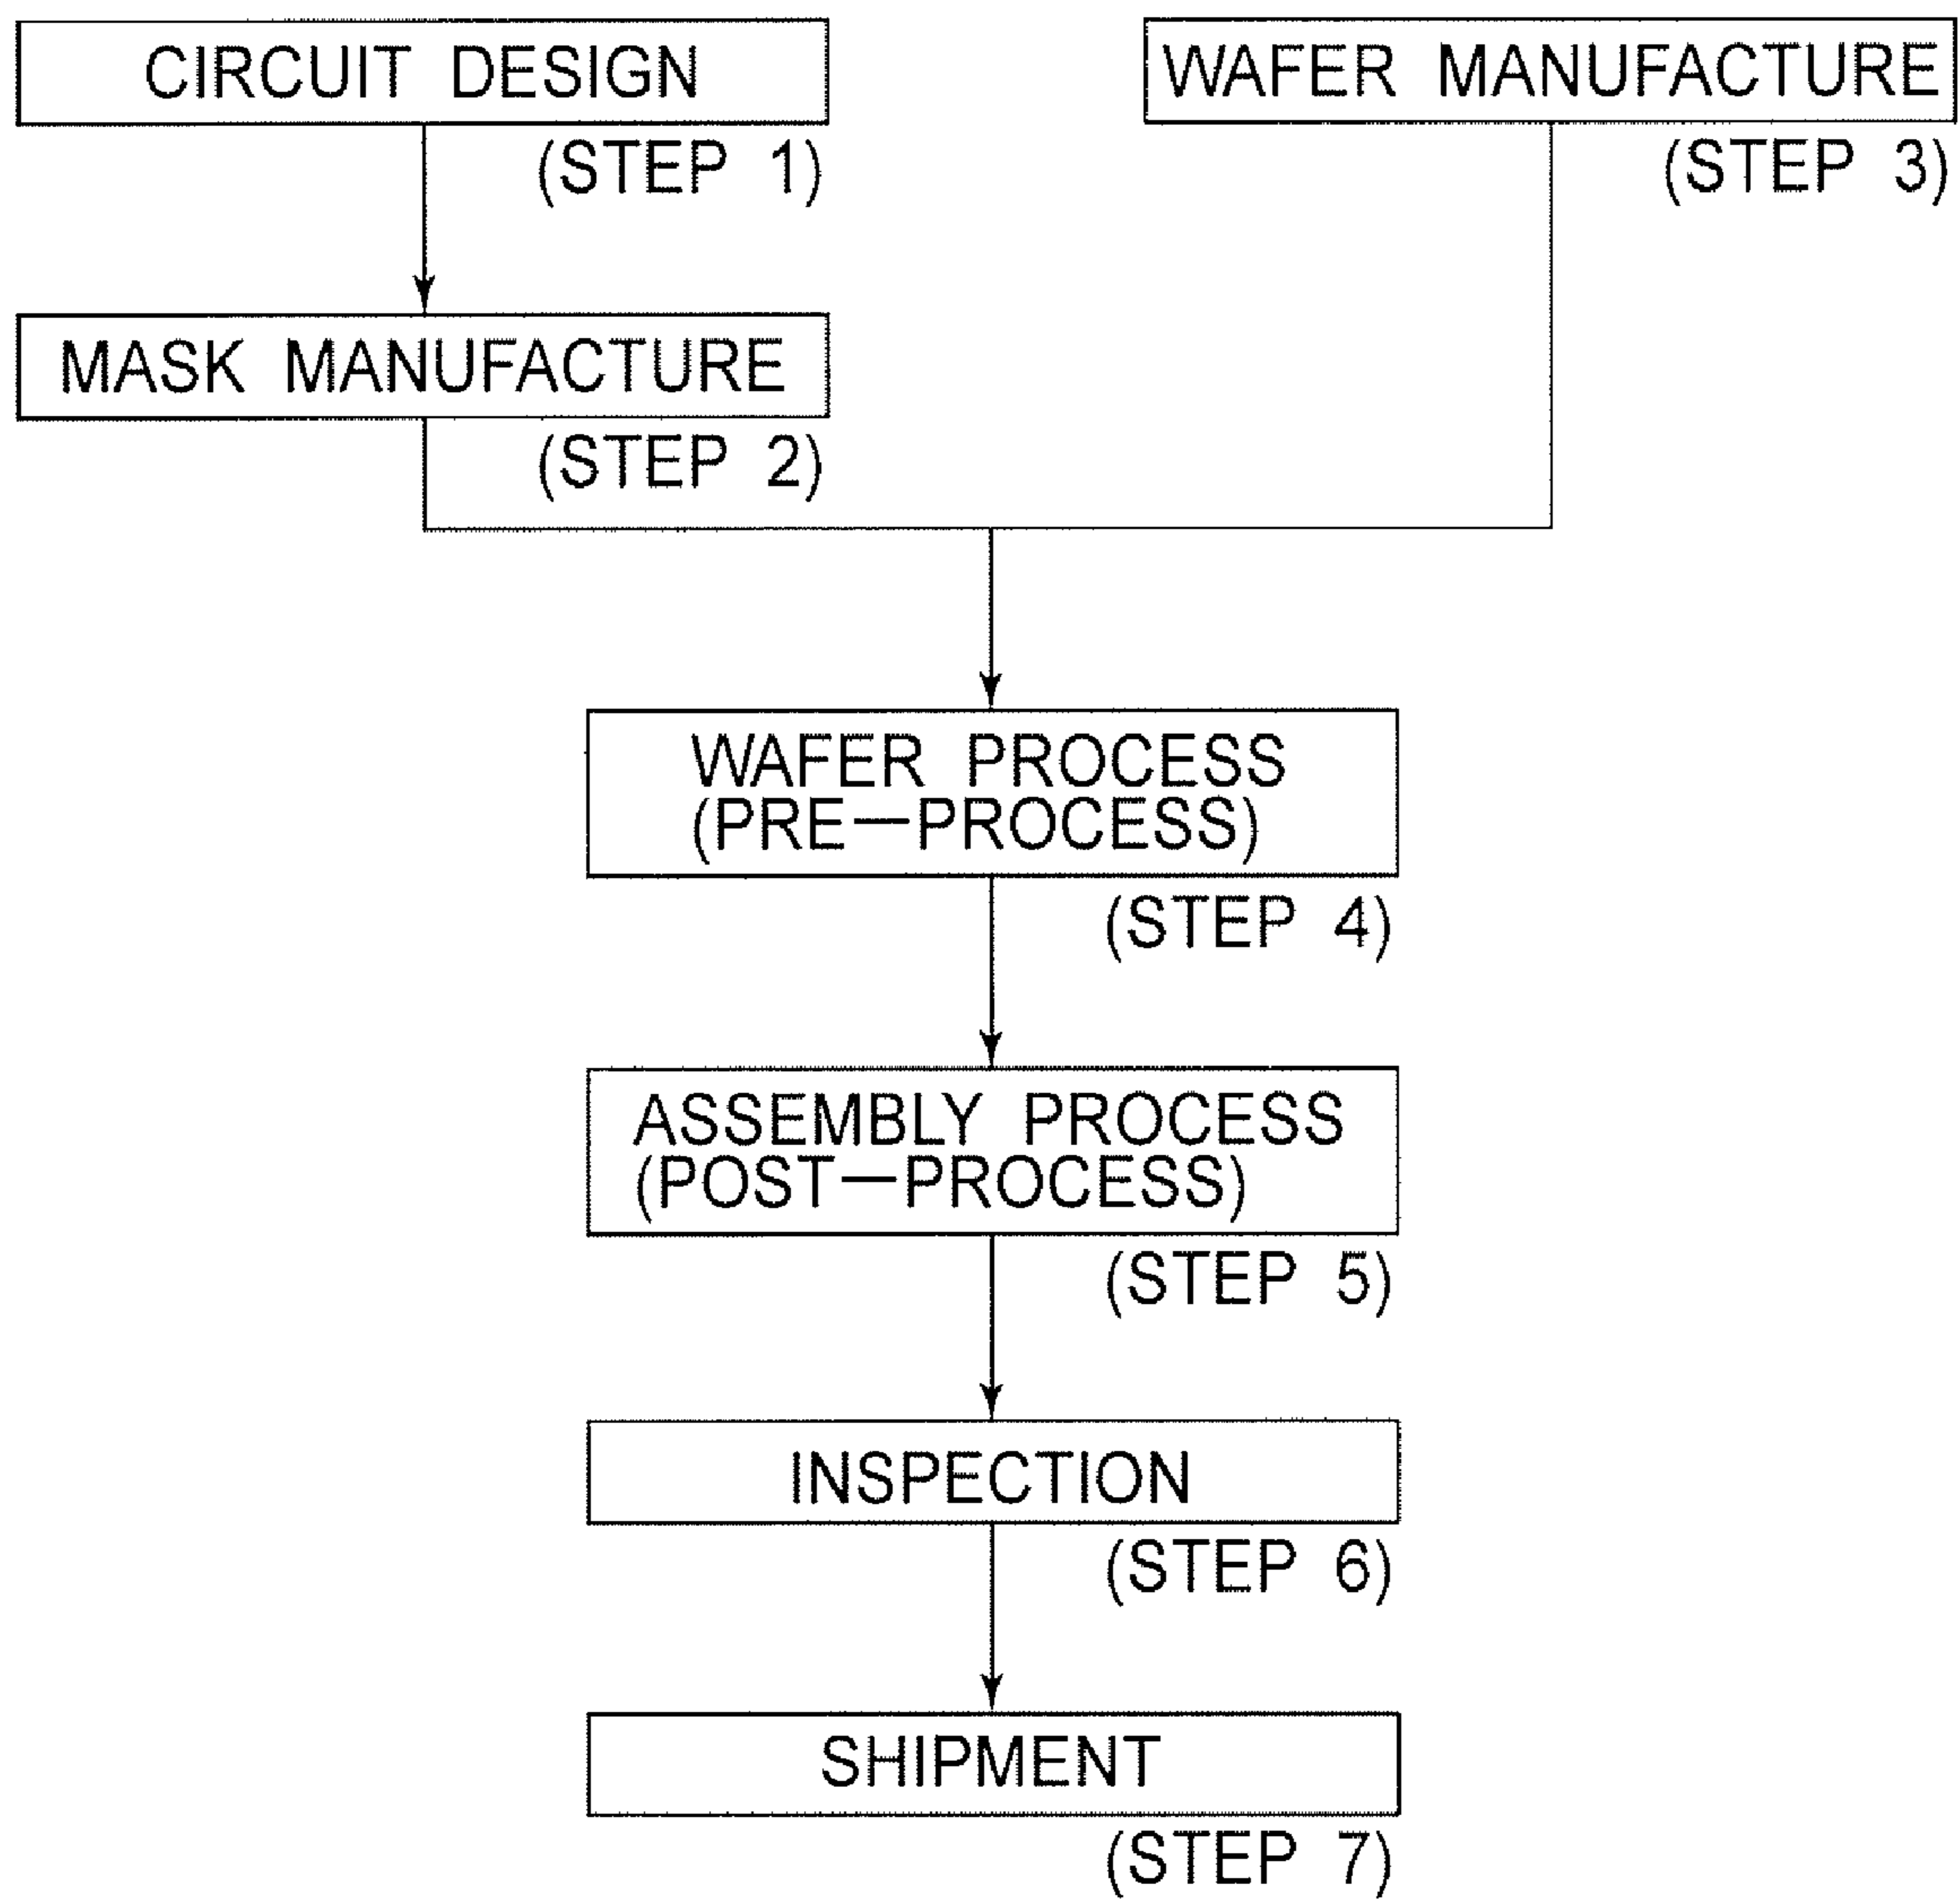 CIRCUIT DESIGN
(STEP 1)
WAFER MANUFACTURE
(STEP 3)
MASK MANUFACTURE
(STEP 2)
WAFER PROCESS
(PRE—PROCESS)
(STEP 4)
ASSEMBLY PROCESS
(POST—PROCESS)
(STEP 5)
INSPECTION
(STEP 6)
SHIPMENT
(STEP 7)